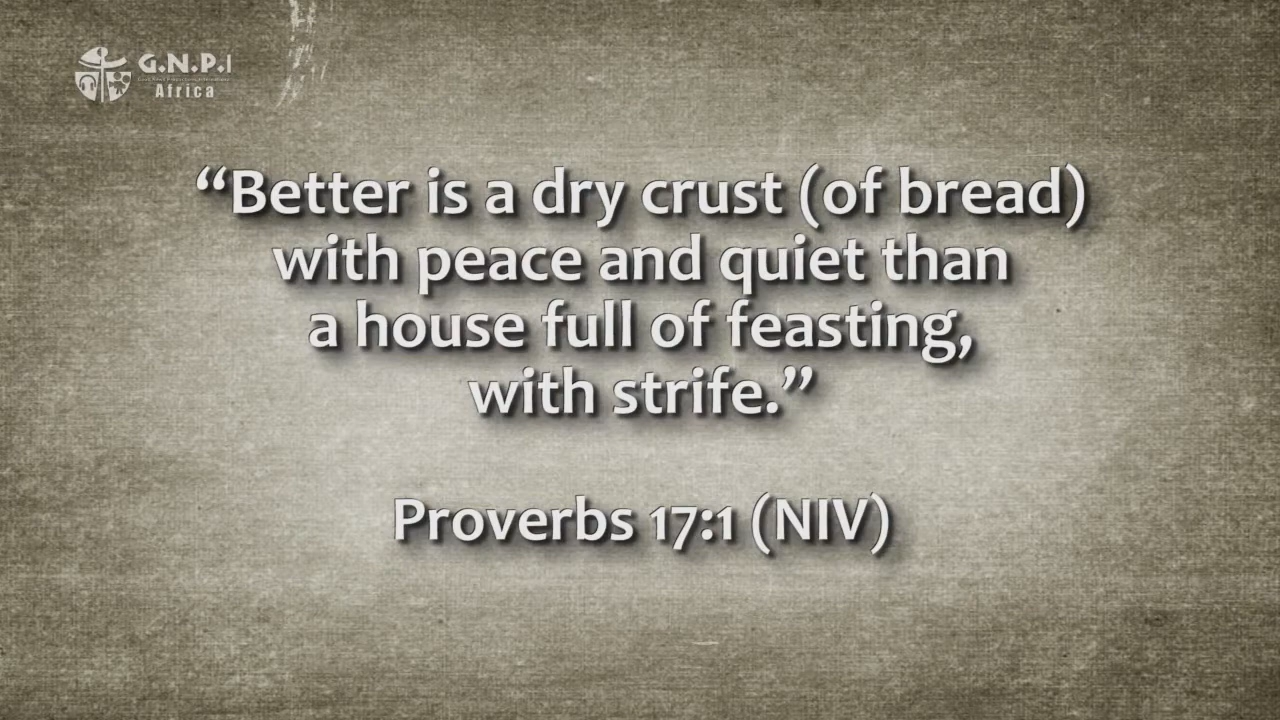 G.N.P.I
Africa
“Better is a dry crust (of bread)
with peace and quiet than
a house full of feasting,
with strife.”
Proverbs 17:1 (NIV)